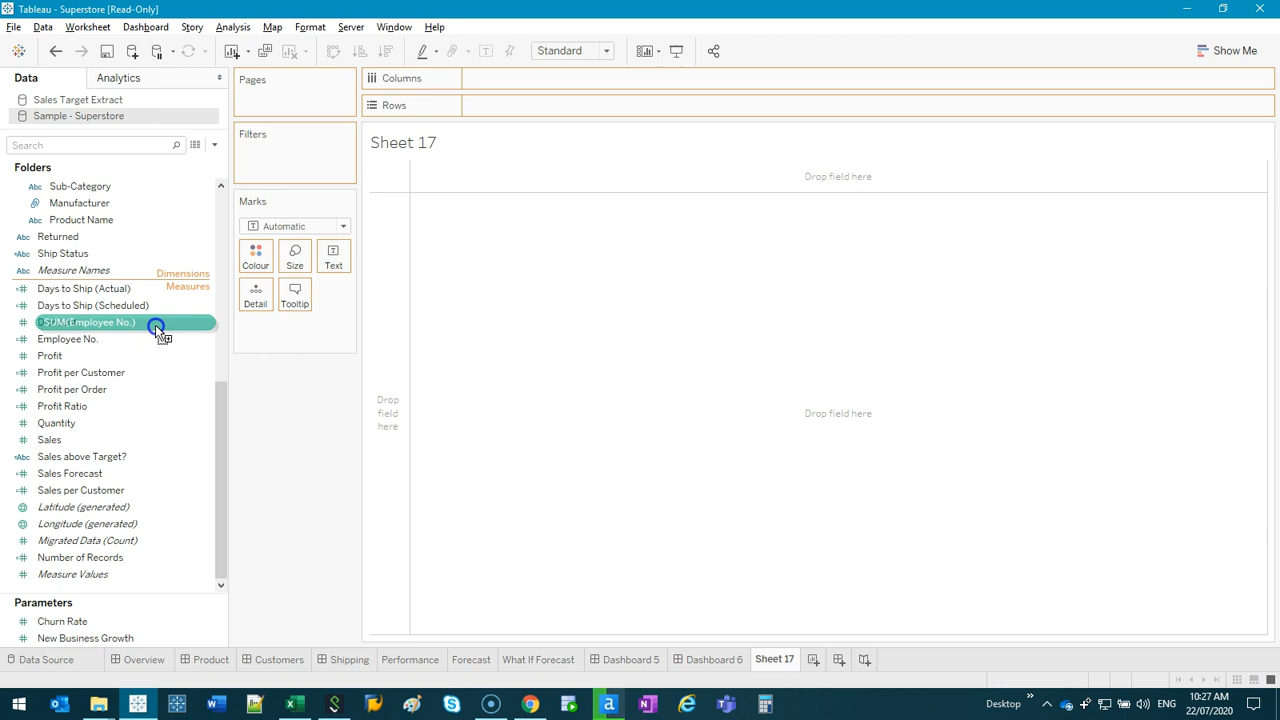 Tableau - Superstore [Read-Only]
File Data Worksheet Dashboard Story Analysis Map Format Server Window Help
Standard
Show Me
Data Analytics
Sales Target Extract
Sample - Superstore
Search
Folders
Abc Sub-Category
Manufacturer
Abc Product Name
Abc Returned
Abc Ship Status
Abc Measure Names
Dimensions
Measures
Days to Ship (Actual)
Days to Ship (Scheduled)
SUM(Employee No.)
Employee No.
Profit
Profit per Customer
Profit per Order
Profit Ratio
Quantity
Sales
Abc Sales above Target?
Sales Forecast
Sales per Customer
Latitude (generated)
Longitude (generated)
Migrated Data (Count)
Number of Records
Measure Values
Parameters
Churn Rate
New Business Growth
Pages
Filters
Marks
Automatic
Colour Size Text
Detail Tooltip
Columns
Rows
Sheet 17
Drop field here
Drop
field
here
Drop field here
Data Source Overview Product Customers Shipping Performance Forecast What If Forecast Dashboard 5 Dashboard 6 Sheet 17
Desktop
ENG
10:27 AM
22/07/2020